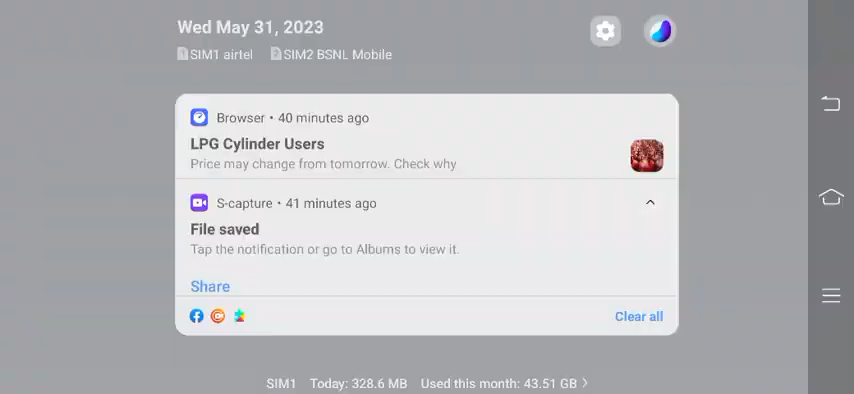 Wed May 31, 2023
SIM1 airtel SIM2 BSNL Mobile
Browser • 40 minutes ago
LPG Cylinder Users
Price may change from tomorrow. Check why
S-capture • 41 minutes ago
File saved
Tap the notification or go to Albums to view it.
Share
Clear all
SIM1 Today: 328.6 MB Used this month: 43.51 GB